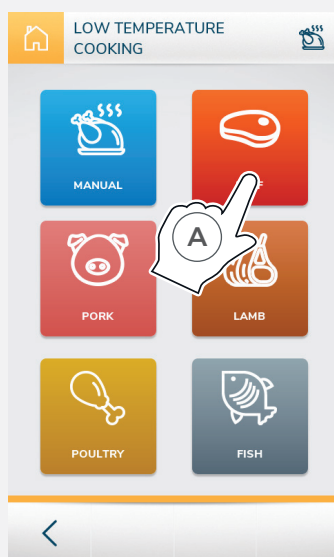 LOW TEMPERATURE
COOKING
MANUAL
A
PORK
LAMB
POULTRY
FISH